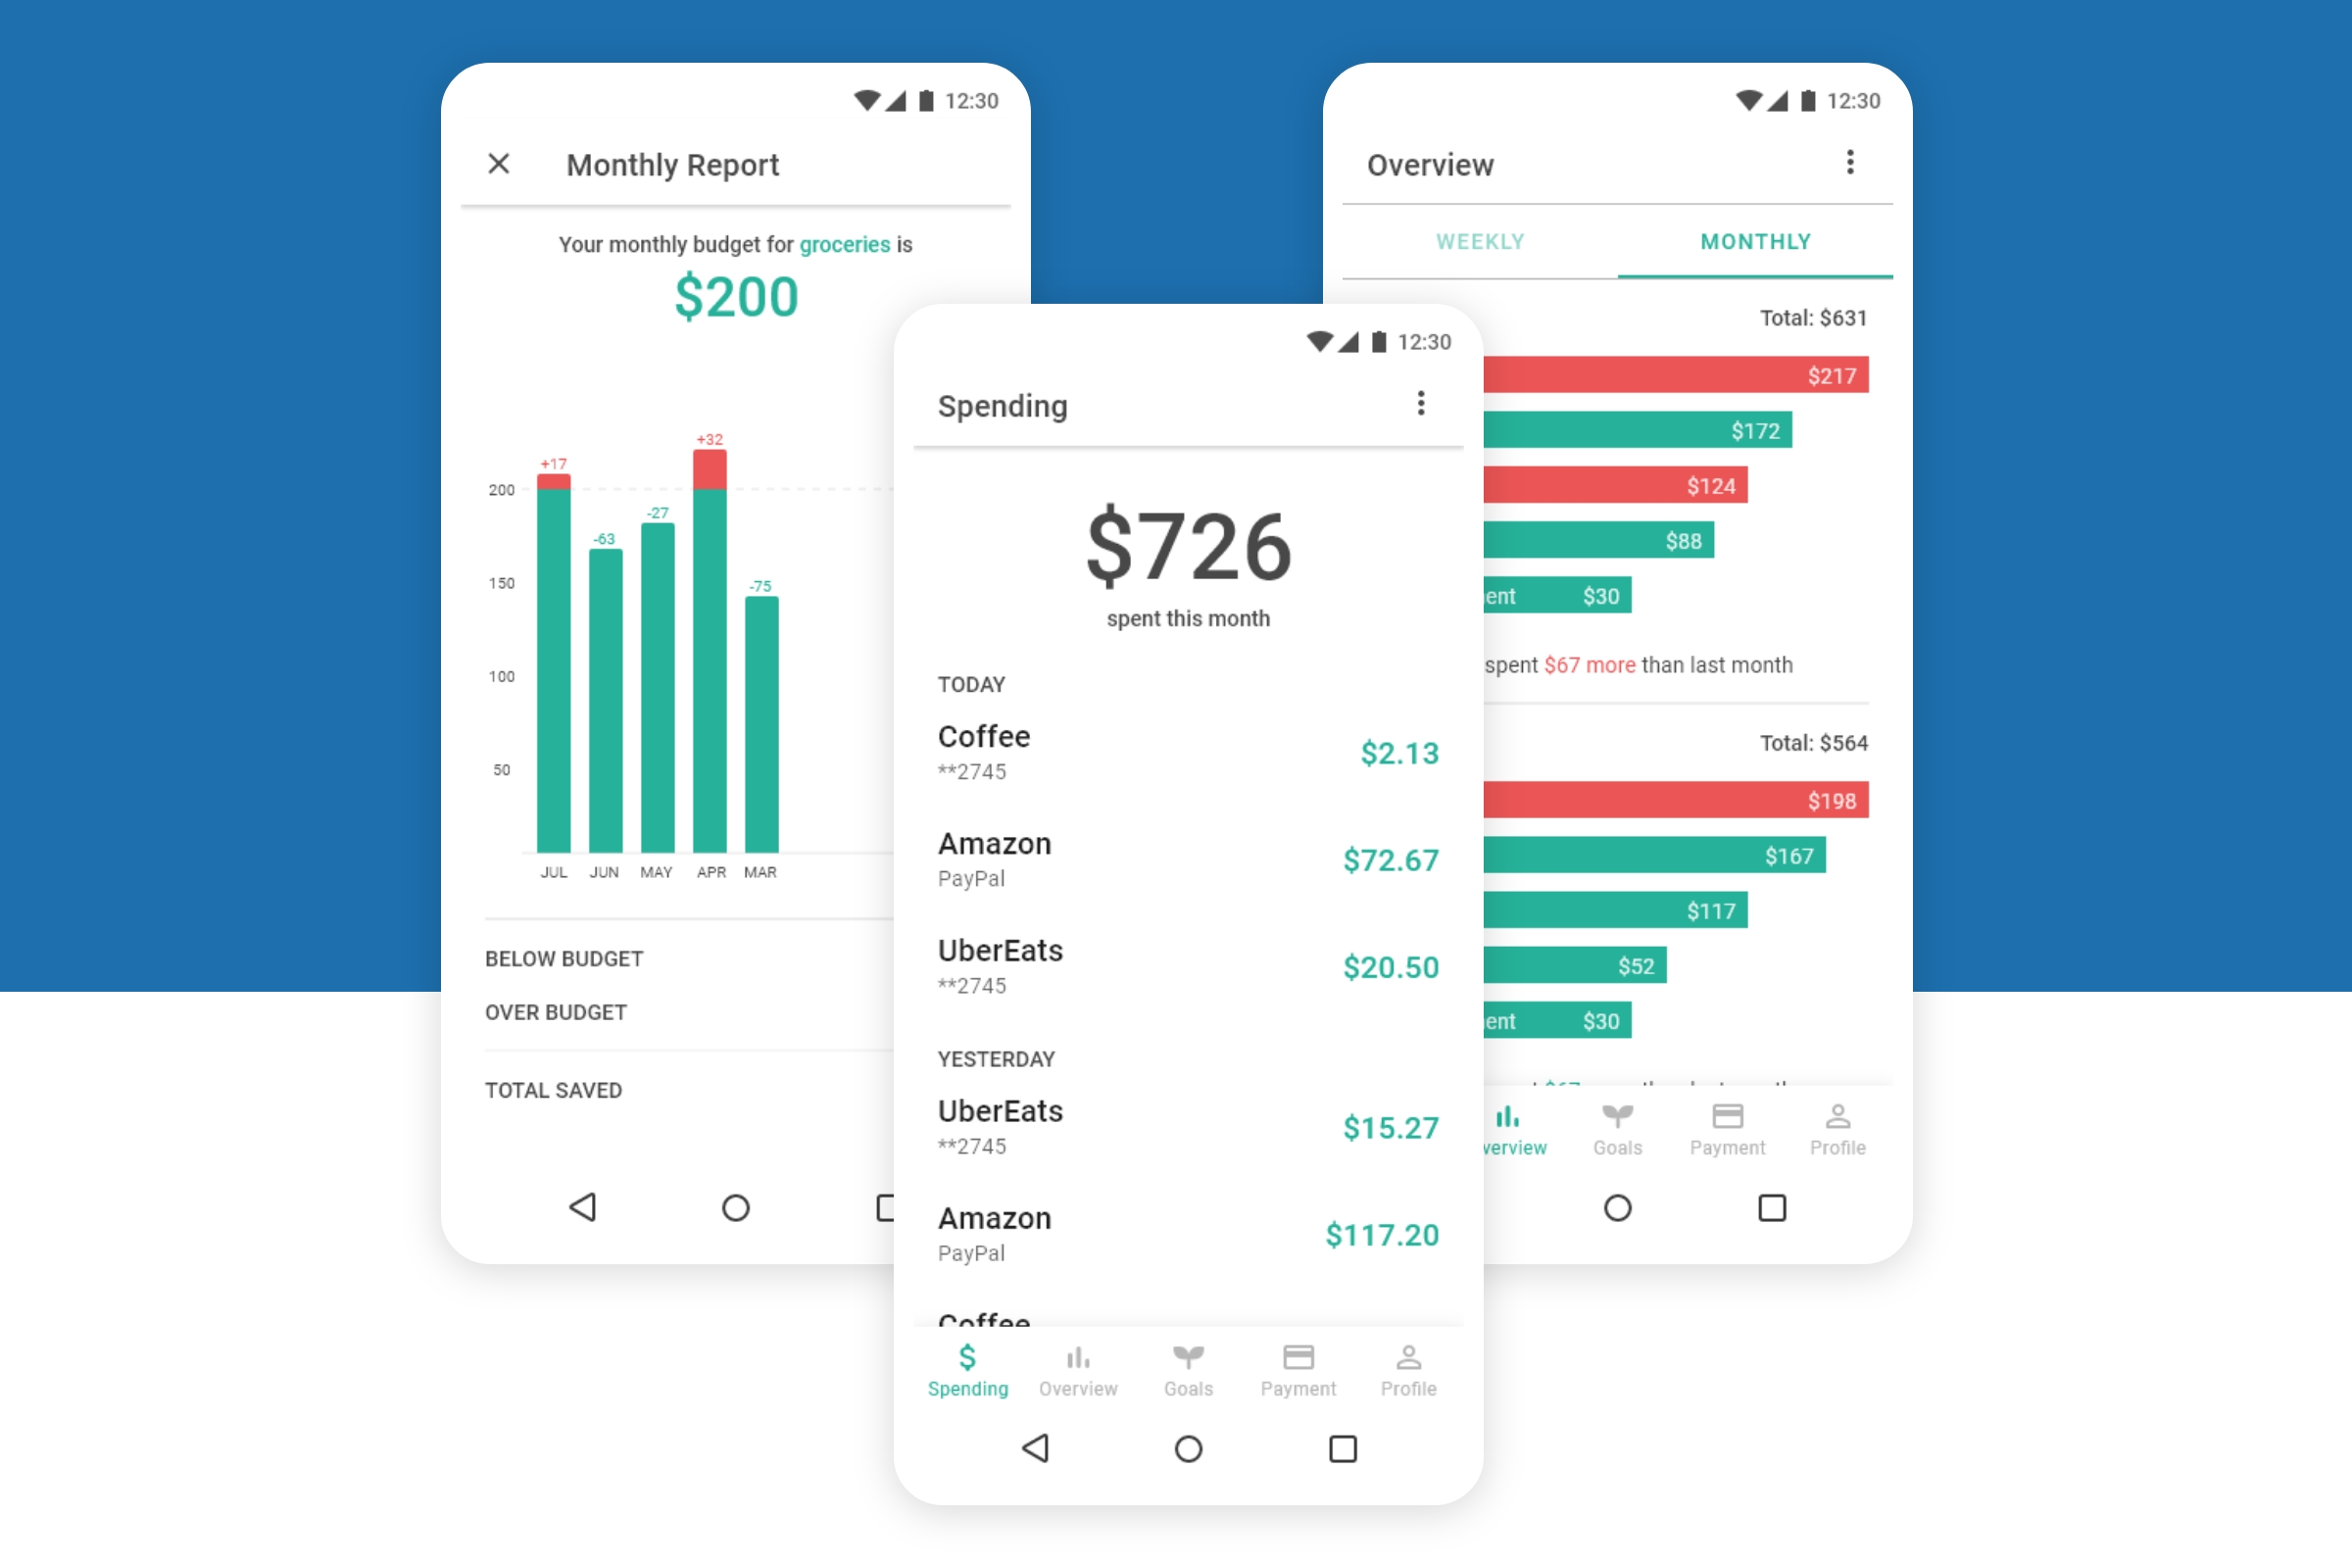 12:30
Monthly Report
Your monthly budget for groceries is
$200
+32
+17
200
-27
-63
150
-75
100
50
JUL JUN MAY APR MAR
BELOW BUDGET
OVER BUDGET
TOTAL SAVED
12:30
Spending
$726
spent this month
TODAY
Coffee
$2.13
**2745
Amazon
$72.67
PayPal
UberEats
$20.50
**2745
YESTERDAY
UberEats
$15.27
**2745
Amazon
$117.20
PayPal
Coffee
$
Spending Overview Goals Payment Profile
12:30
Overview
WEEKLY MONTHLY
Total: $631
$217
$172
$124
$88
$30
spent $67 more than last month
Total: $564
$198
$167
$117
$52
$30
Goals Payment Profile